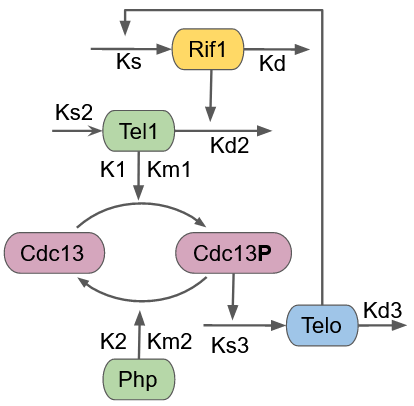 Rif1
Ks
Kd
Ks2
Tel1
Kd2
K1
Km1
Cdc13
Cdc13P
Kd3
Telo
Ks3
K2
Km2
Php